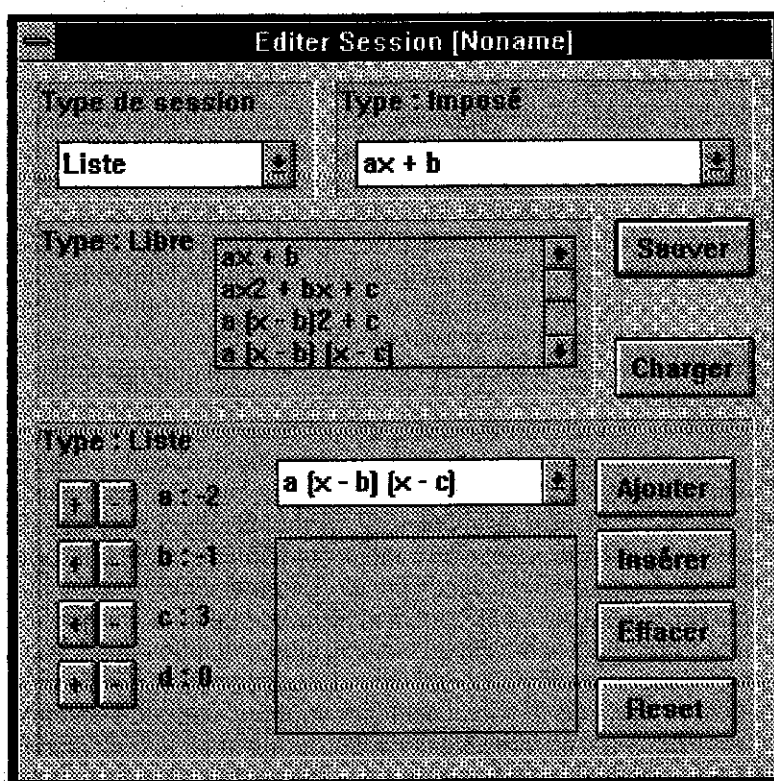 Editer Session [Noname]
Type de session
Type : Imposé
Liste
ax + b
Type : Libre
ax + b
ax2 + bx + c
a (x - b)2 + c
a (x - b) (x - c)
Sauver
Charger
Type : Liste
+ - a : -2
a (x - b) (x - c)
Ajouter
+ - b : -1
Insérer
+ - c : 3
Effacer
+ - d : 0
Reset